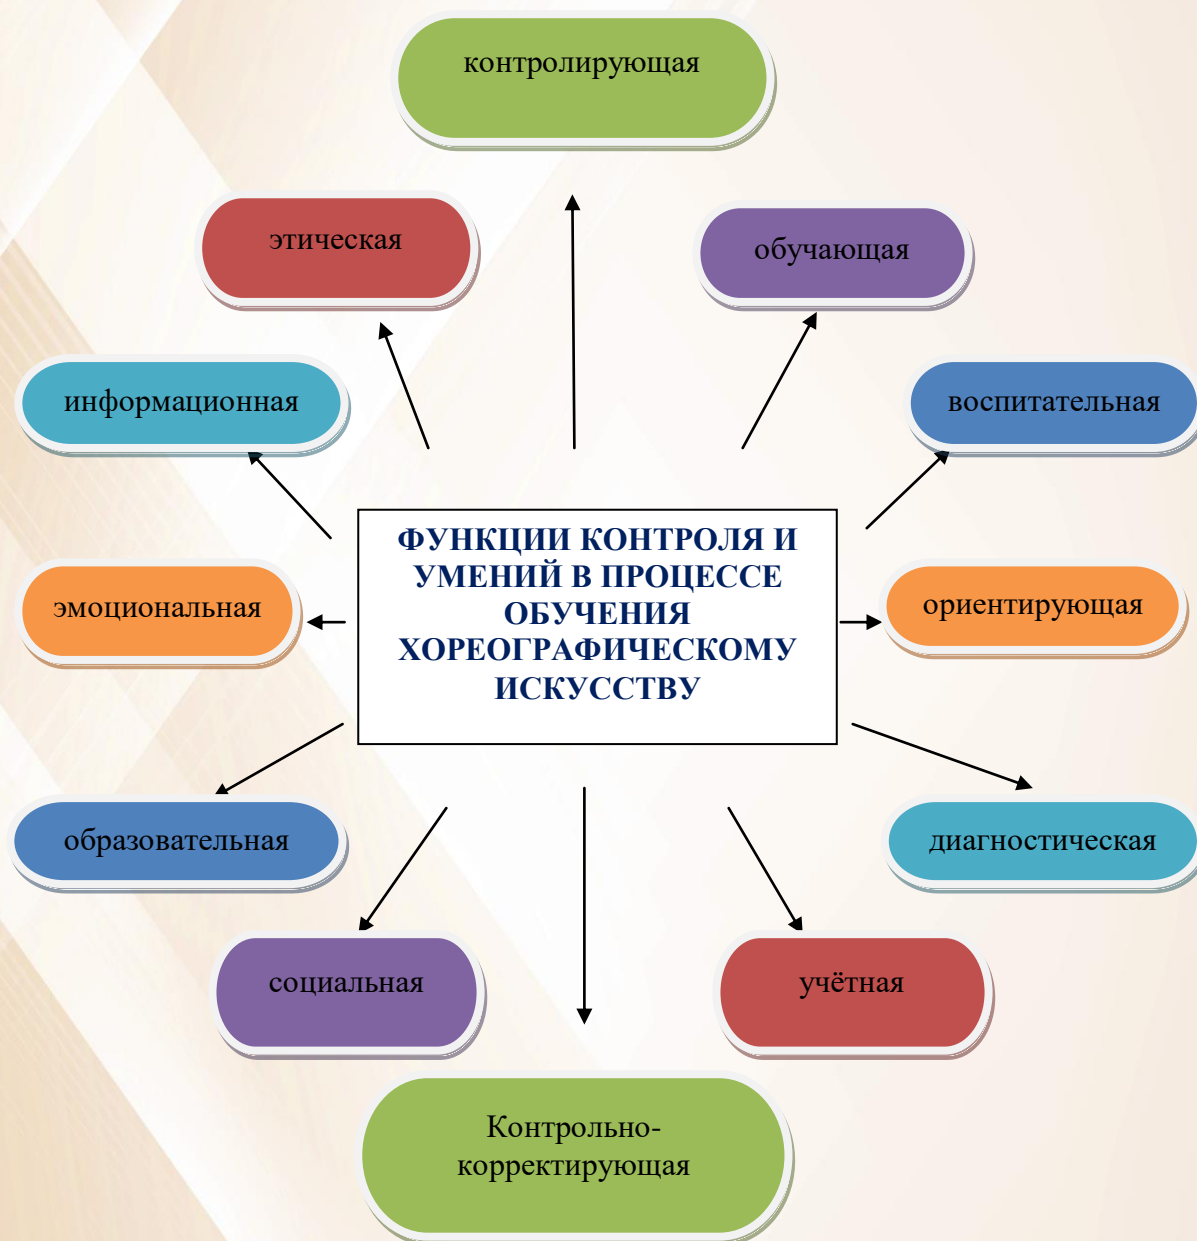 контролирующая
этическая
обучающая
информационная
воспитательная
ФУНКЦИИ КОНТРОЛЯ И
УМЕНИЙ В ПРОЦЕССЕ
ОБУЧЕНИЯ
ХОРЕОГРАФИЧЕСКОМУ
ИСКУССТВУ
эмоциональная
ориентирующая
образовательная
диагностическая
социальная
учётная
Контрольно-
корректирующая